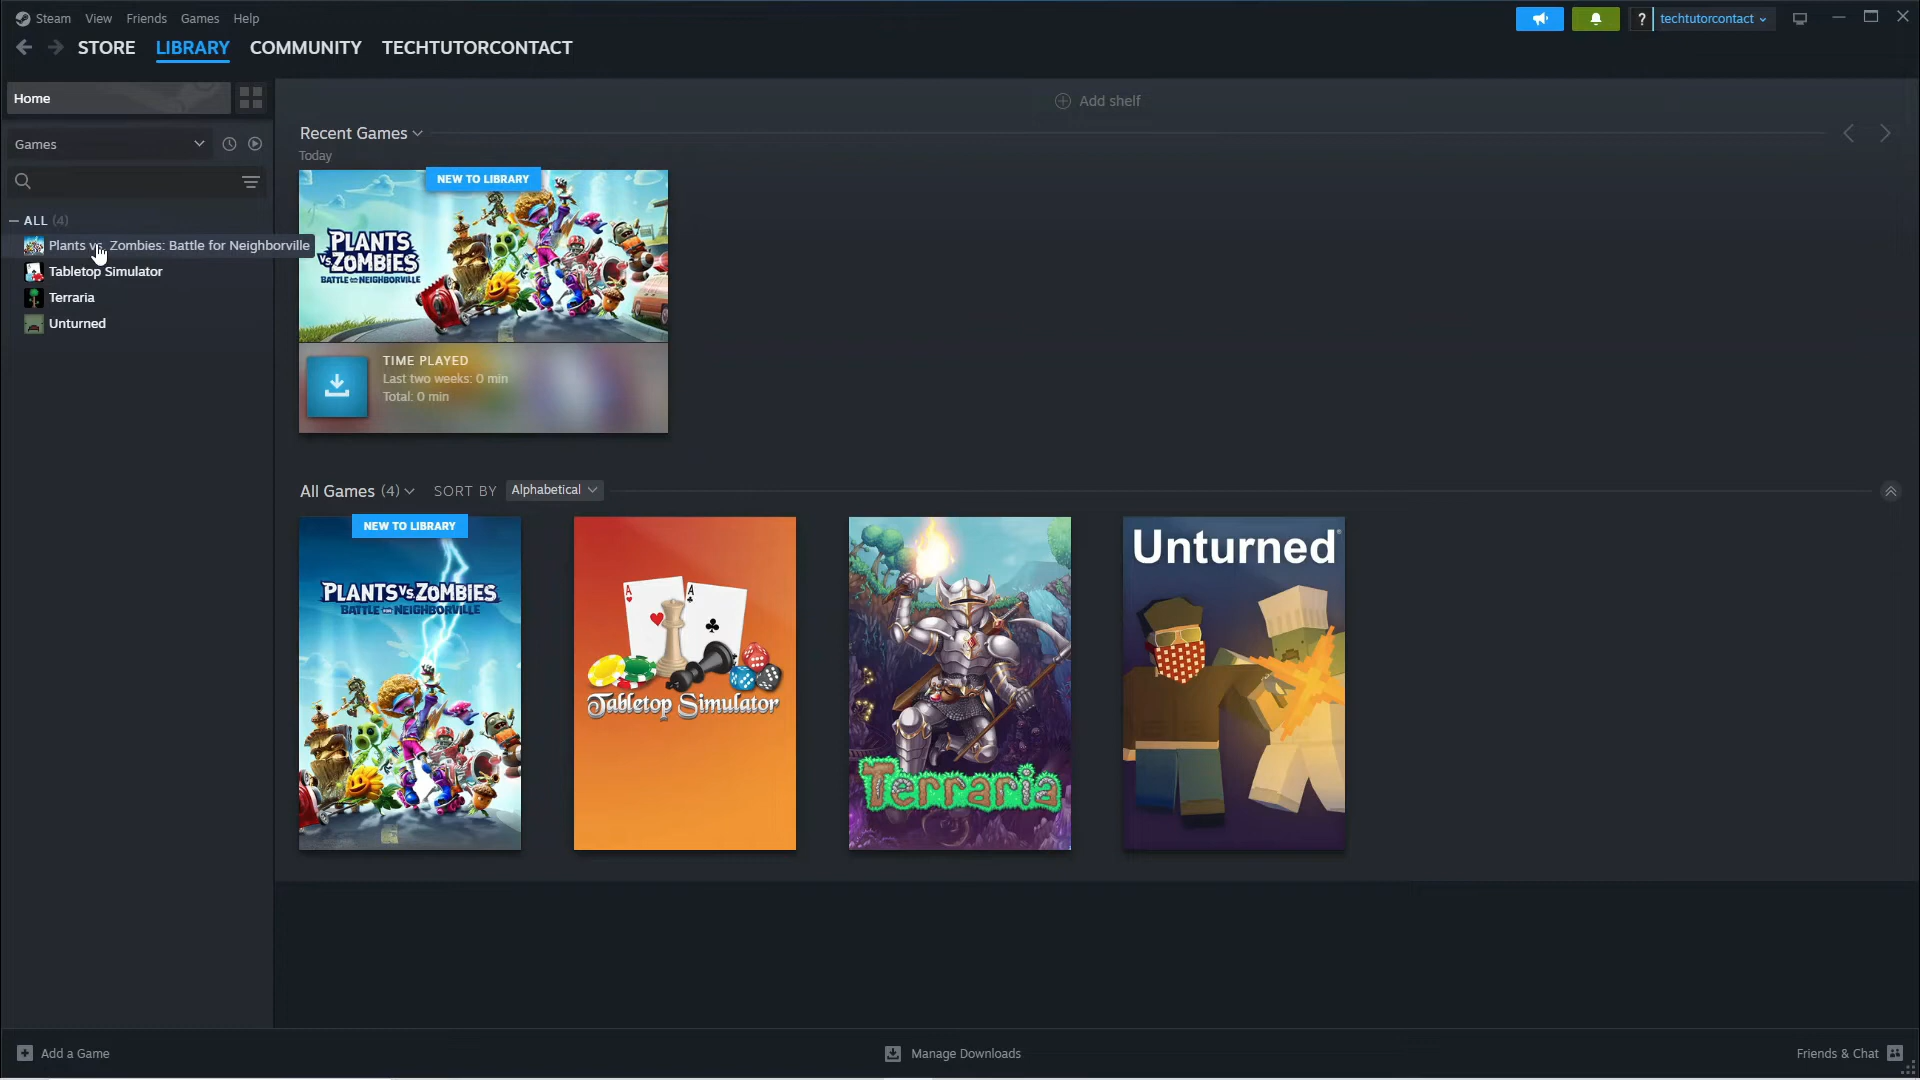 Steam View Friends Games Help
? techtutorcontact
STORE LIBRARY COMMUNITY TECHTUTORCONTACT
Home
Add shelf
Games
Recent Games
Today
ALL (4)
Plants vs. Zombies: Battle for Neighborville
Tabletop Simulator
Terraria
Unturned
NEW TO LIBRARY
PLANTS VS. ZOMBIES
BATTLE FOR NEIGHBORVILLE
TIME PLAYED
Last two weeks: 0 min
Total: 0 min
All Games (4) SORT BY Alphabetical
NEW TO LIBRARY
PLANTS VS. ZOMBIES
BATTLE FOR NEIGHBORVILLE
A A
Tabletop Simulator
Terraria
Unturned
Add a Game
Manage Downloads
Friends & Chat